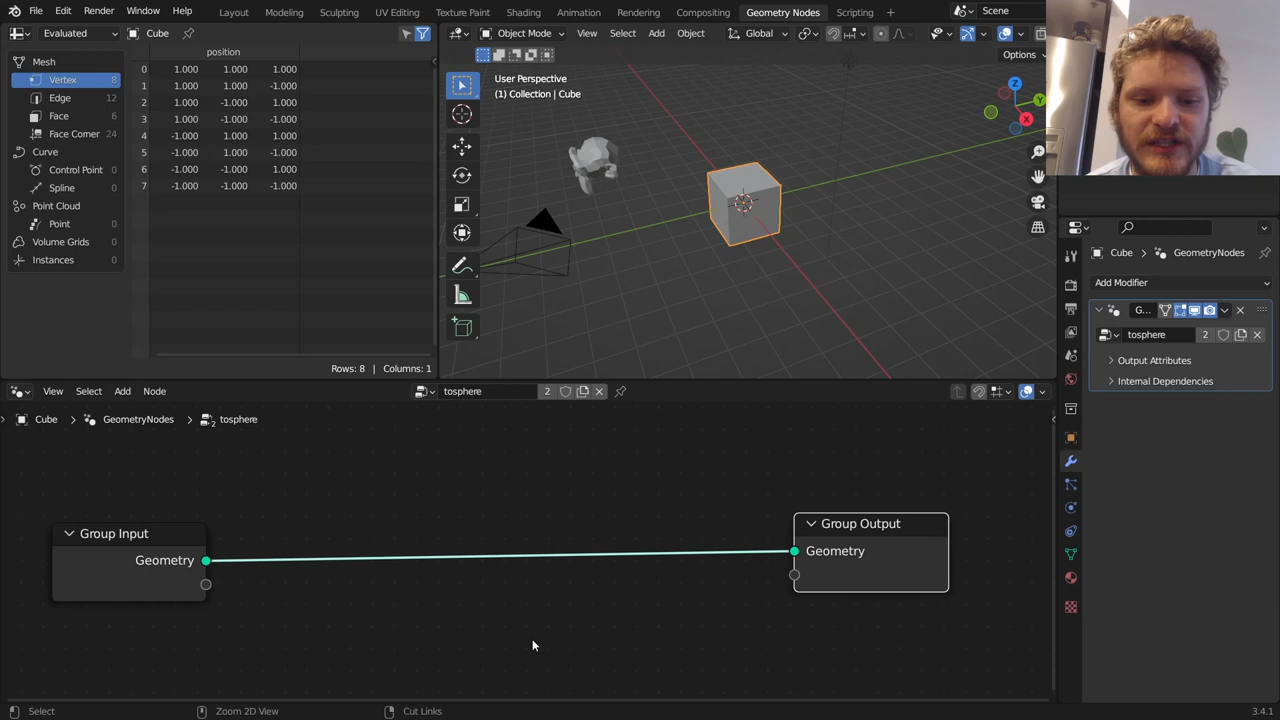 File Edit Render Window Help Layout Modeling Sculpting UV Editing Texture Paint Shading Animation Rendering Compositing Geometry Nodes Scripting Scene
Evaluated Cube
Object Mode View Select Add Object Global
Options
position
Mesh
Vertex 8
Edge 12
Face 6
Face Corner 24
Curve
Control Point 0
Spline 0
Point Cloud
Point 0
Volume Grids 0
Instances 0
0 1.000 1.000 1.000
1 1.000 1.000 -1.000
2 1.000 -1.000 1.000
3 1.000 -1.000 -1.000
4 -1.000 1.000 1.000
5 -1.000 1.000 -1.000
6 -1.000 -1.000 1.000
7 -1.000 -1.000 -1.000
Rows: 8 | Columns: 1
User Perspective
(1) Collection | Cube
Z
Y
X
Cube > GeometryNodes
Add Modifier
G...
tosphere 2
Output Attributes
Internal Dependencies
View Select Add Node tosphere 2
Cube > GeometryNodes > 2 tosphere
Group Input
Geometry
Group Output
Geometry
Select Zoom 2D View Cut Links 3.4.1